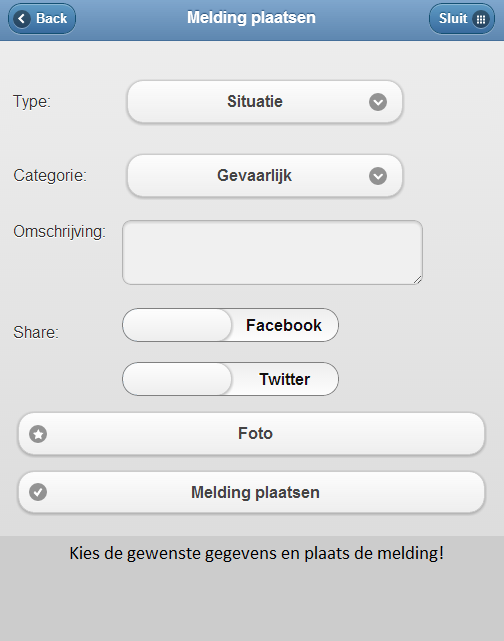 Back
Melding plaatsen
Sluit
Type:
Situatie
Categorie:
Gevaarlijk
Omschrijving:
Share:
Facebook
Twitter
Foto
Melding plaatsen
Kies de gewenste gegevens en plaats de melding!